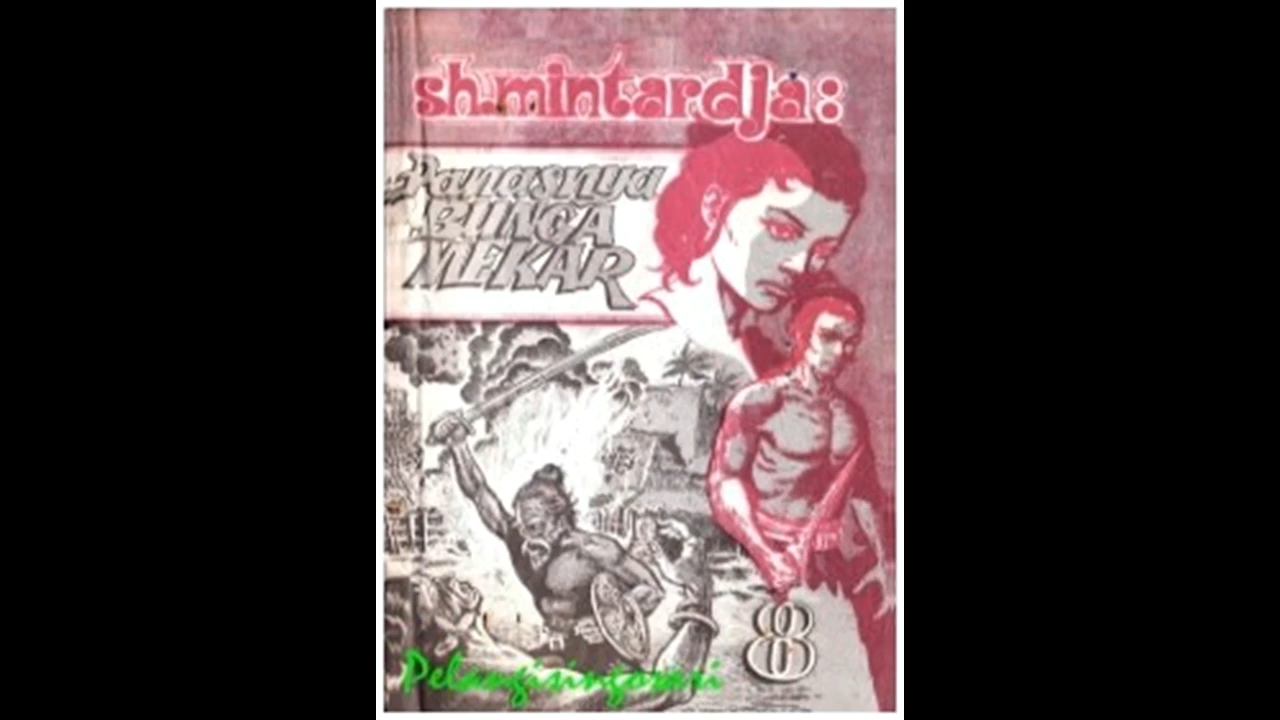 sh.mintardja:
Panasnya
BUNGA
MEKAR
8
Pelangisingosari